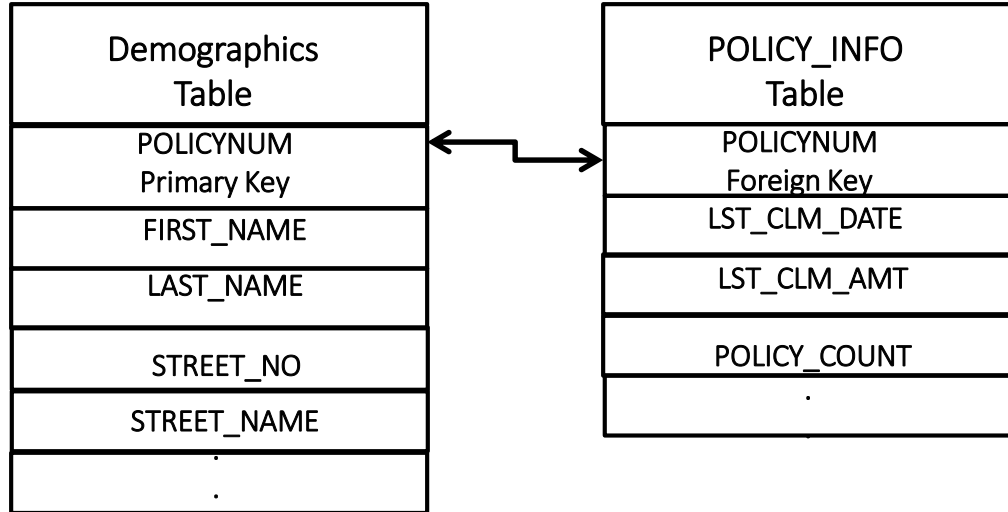 Demographics
Table
POLICYNUM
Primary Key
FIRST_NAME
LAST_NAME
STREET_NO
STREET_NAME
.
.
POLICY_INFO
Table
POLICYNUM
Foreign Key
LST_CLM_DATE
LST_CLM_AMT
POLICY_COUNT
.
.